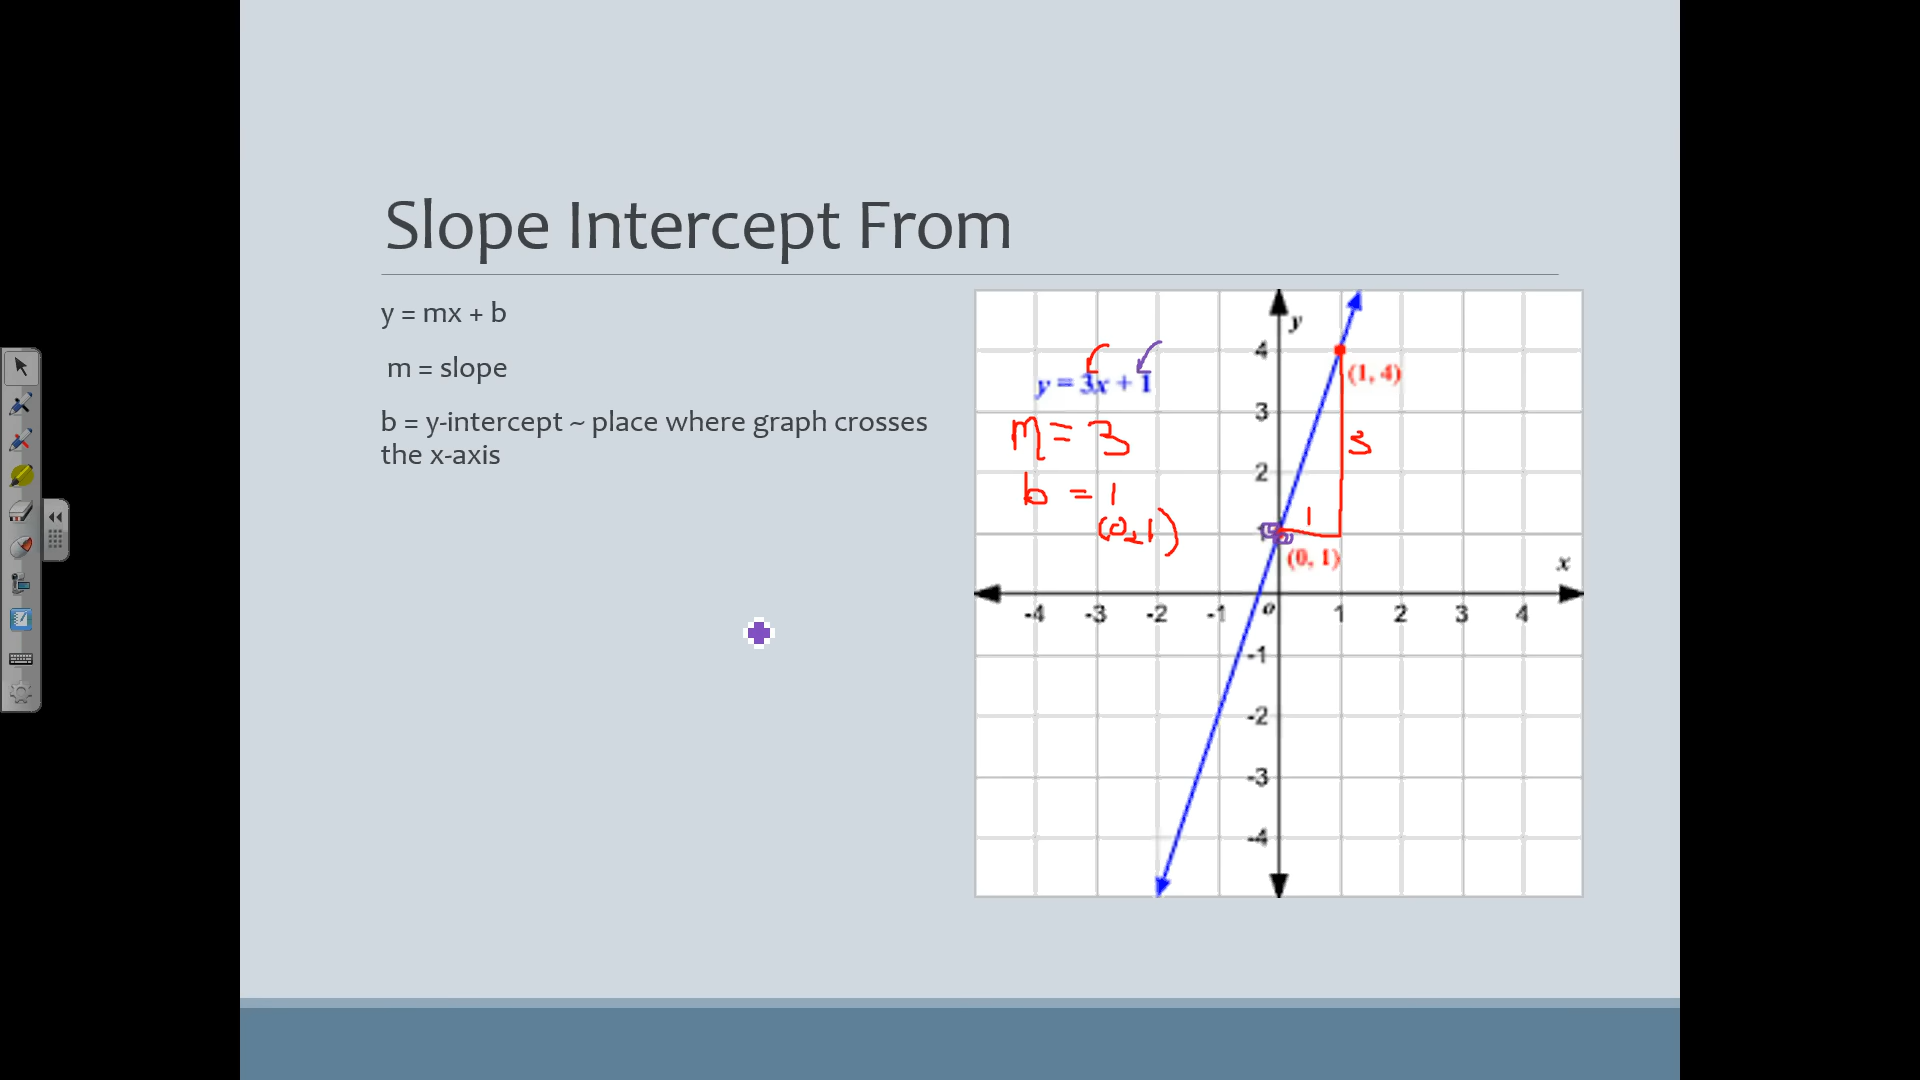 Slope Intercept From
y = mx + b
m = slope
b = y-intercept ~ place where graph crosses
the x-axis
y = 3x + 1
m = 3
b = 1
(0, 1)
y
4
(1, 4)
3
3
2
1
1
(0, 1)
x
-4 -3 -2 -1 o 1 2 3 4
-1
-2
-3
-4